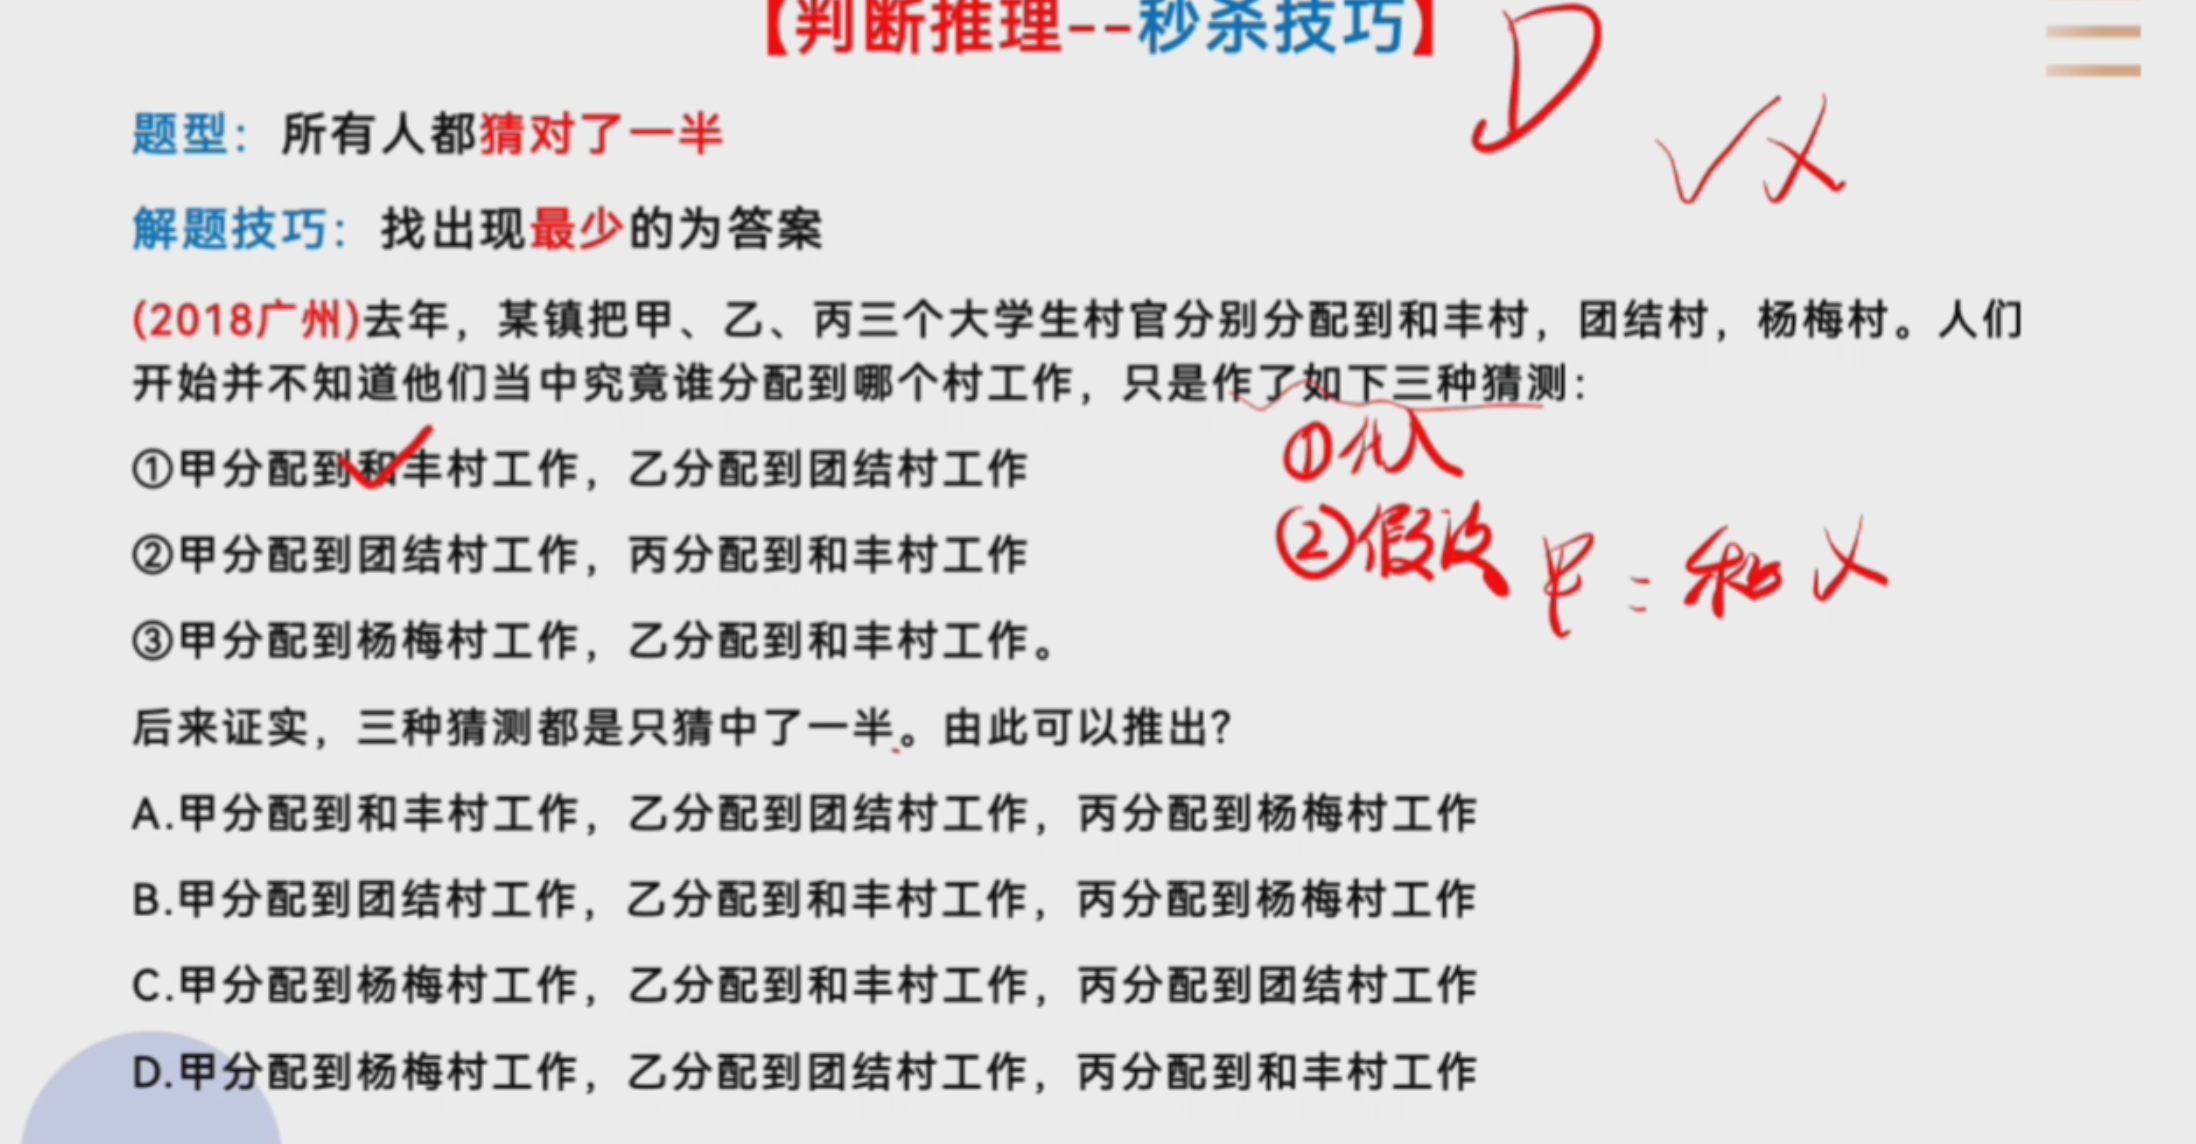 【判断推理--秒杀技巧】
D
√ ×
题型：所有人都猜对了一半
解题技巧：找出现最少的为答案
(2018广州)去年，某镇把甲、乙、丙三个大学生村官分别分配到和丰村，团结村，杨梅村。人们
开始并不知道他们当中究竟谁分配到哪个村工作，只是作了如下三种猜测：
①甲分配到和丰村工作，乙分配到团结村工作
①代入
②甲分配到团结村工作，丙分配到和丰村工作
②假设 甲=和 ×
③甲分配到杨梅村工作，乙分配到和丰村工作。
后来证实，三种猜测都是只猜中了一半。由此可以推出？
A.甲分配到和丰村工作，乙分配到团结村工作，丙分配到杨梅村工作
B.甲分配到团结村工作，乙分配到和丰村工作，丙分配到杨梅村工作
C.甲分配到杨梅村工作，乙分配到和丰村工作，丙分配到团结村工作
D.甲分配到杨梅村工作，乙分配到团结村工作，丙分配到和丰村工作